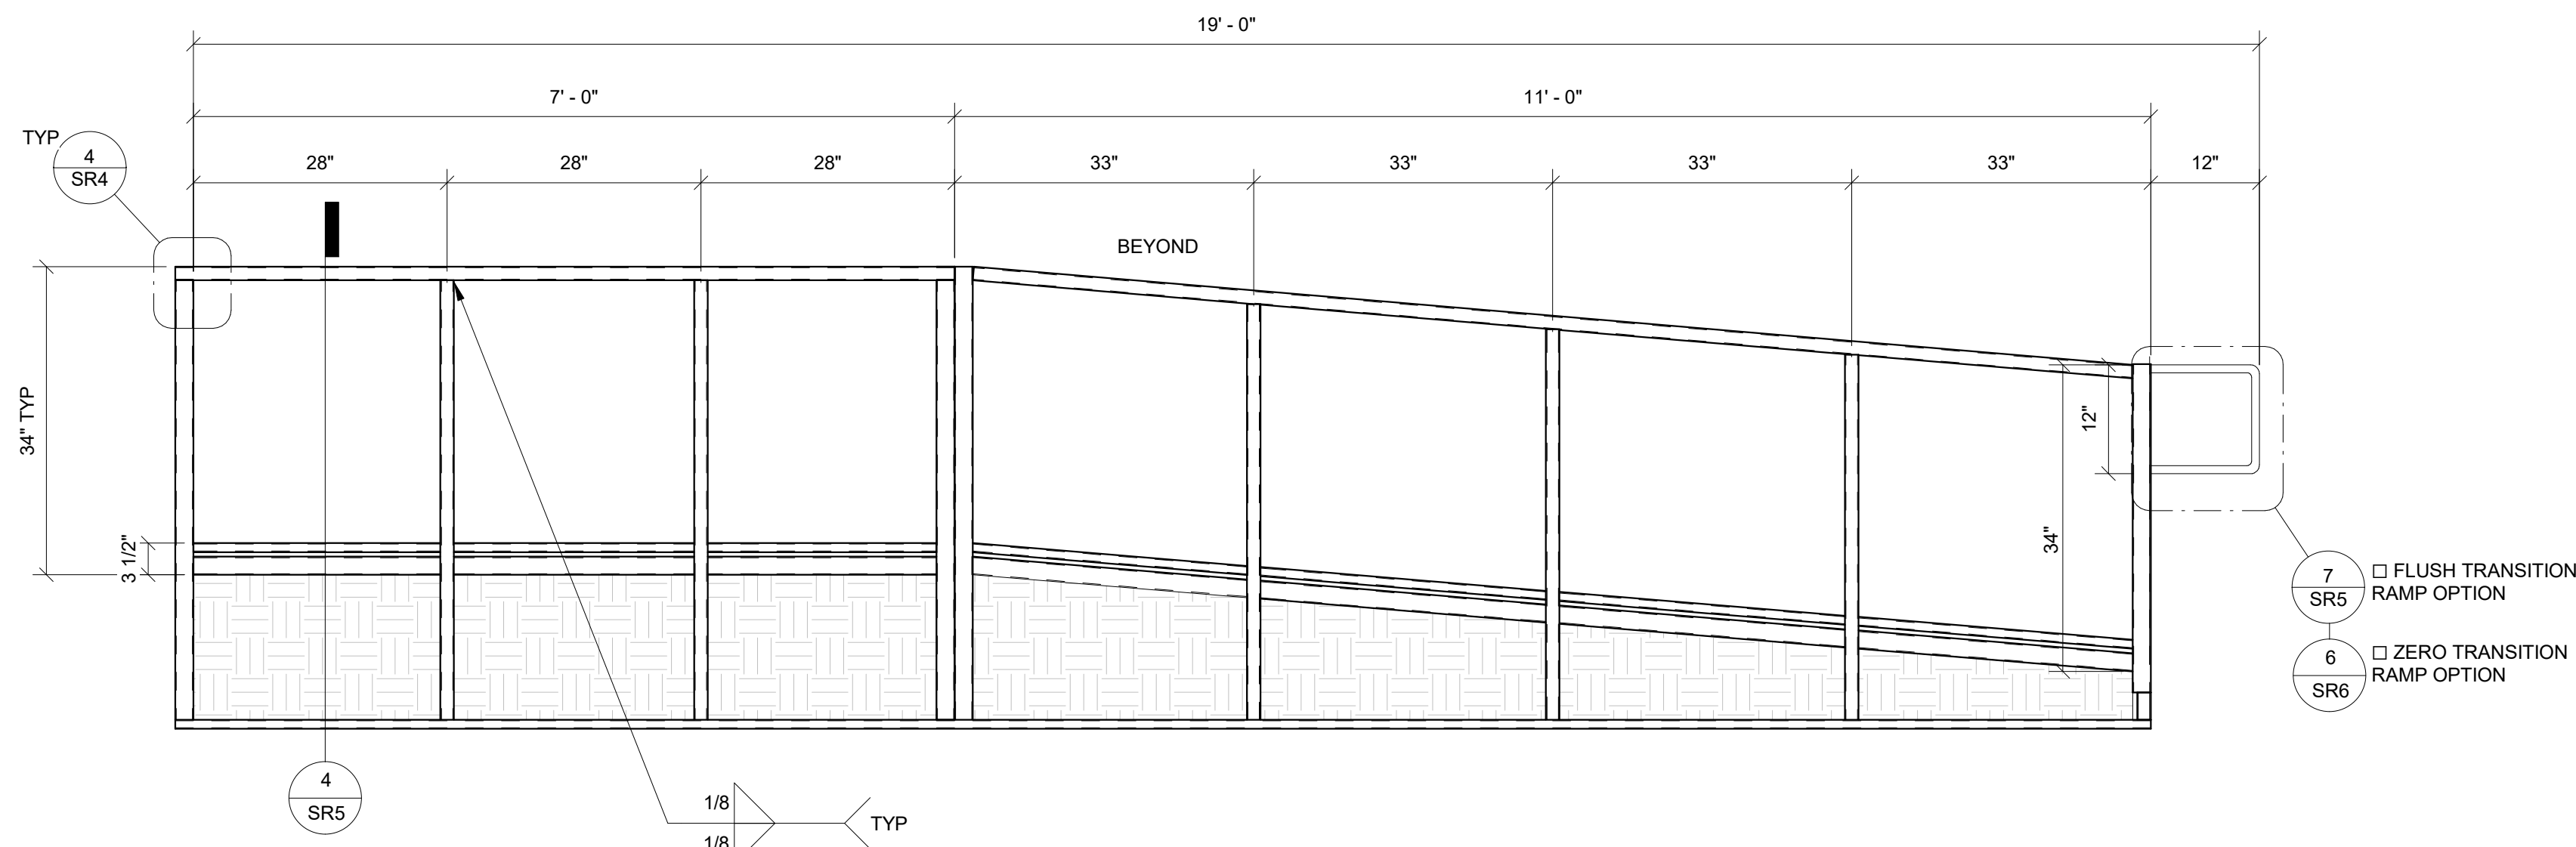 19' - 0"
7' - 0"
11' - 0"
TYP
4
SR4
28"
28"
28"
33"
33"
33"
33"
12"
BEYOND
34" TYP
3 1/2"
12"
34"
7
SR5
□ FLUSH TRANSITION
RAMP OPTION
6
SR6
□ ZERO TRANSITION
RAMP OPTION
4
SR5
1/8
1/8
TYP